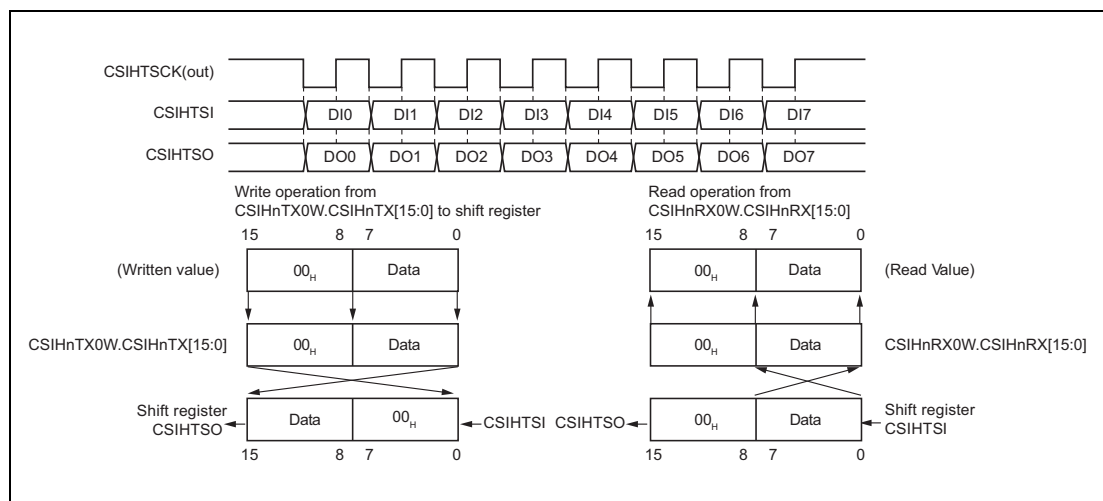 CSIHTSCK(out)
CSIHTSI DI0 DI1 DI2 DI3 DI4 DI5 DI6 DI7
CSIHTSO DO0 DO1 DO2 DO3 DO4 DO5 DO6 DO7
Write operation from
CSIHnTX0W.CSIHnTX[15:0] to shift register
15 8 7 0
(Written value) 00H Data
CSIHnTX0W.CSIHnTX[15:0] 00H Data
Shift register
CSIHTSO Data 00H CSIHTSI
15 8 7 0
Read operation from
CSIHnRX0W.CSIHnRX[15:0]
15 8 7 0
00H Data (Read Value)
00H Data CSIHnRX0W.CSIHnRX[15:0]
CSIHTSO 00H Data Shift register
CSIHTSI
15 8 7 0